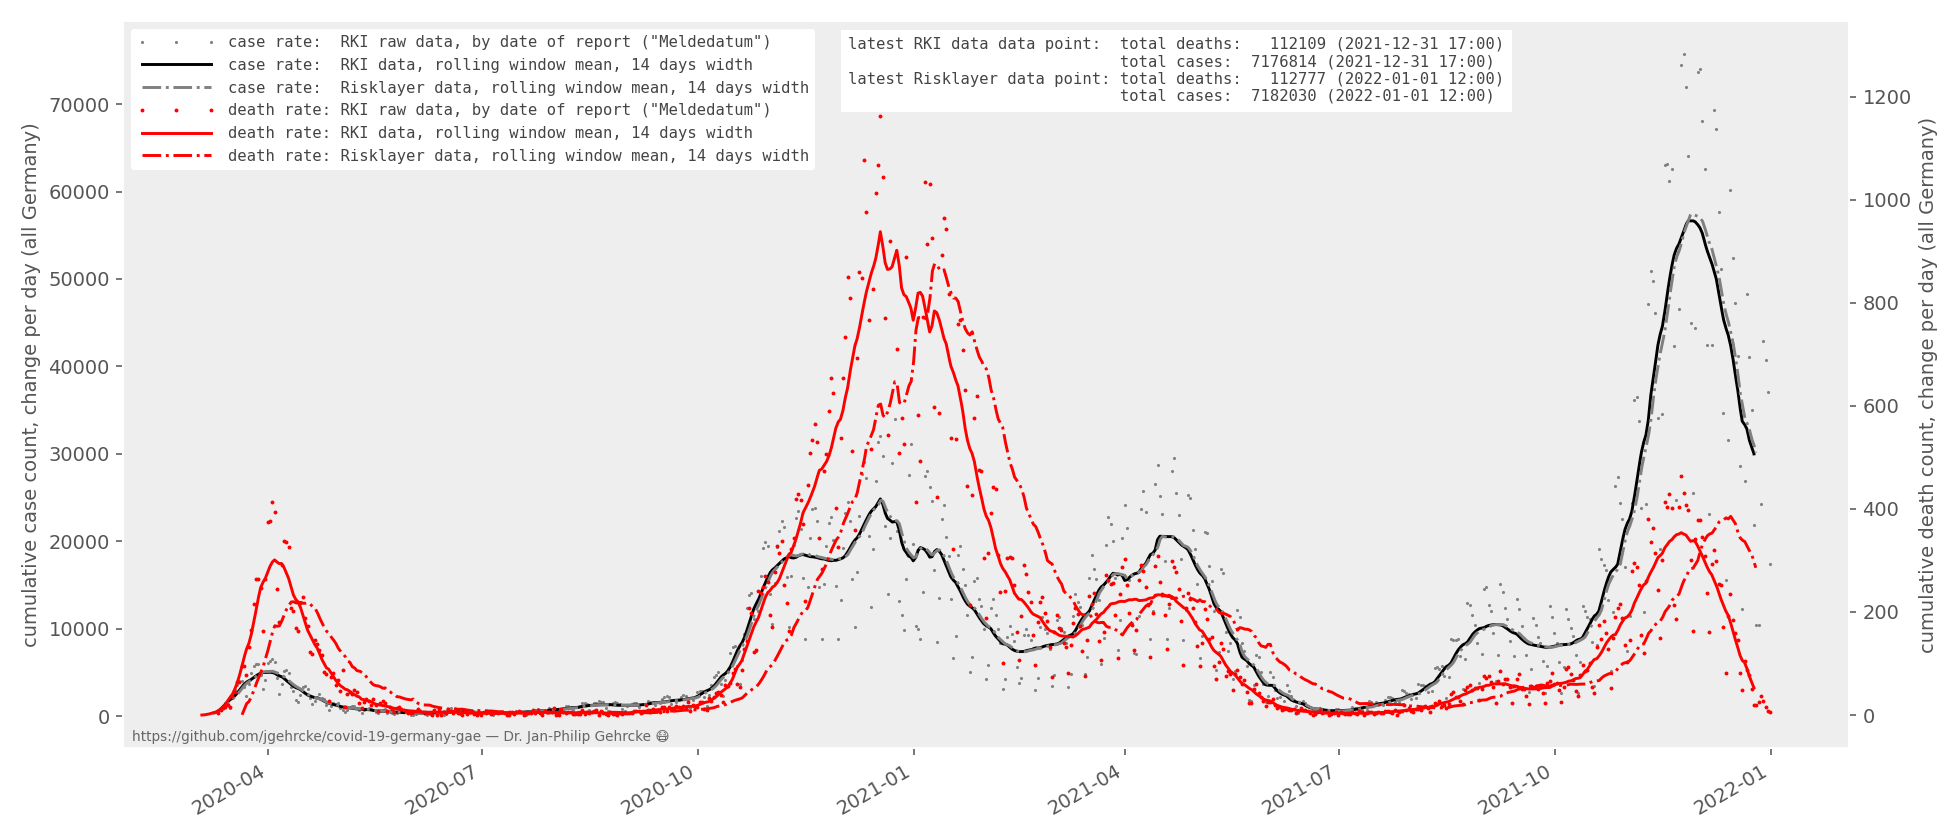 case rate:  RKI raw data, by date of report ("Meldedatum")
case rate:  RKI data, rolling window mean, 14 days width
case rate:  Risklayer data, rolling window mean, 14 days width
death rate: RKI raw data, by date of report ("Meldedatum")
death rate: RKI data, rolling window mean, 14 days width
death rate: Risklayer data, rolling window mean, 14 days width
latest RKI data data point:  total deaths:   112109 (2021-12-31 17:00)
total cases:  7176814 (2021-12-31 17:00)
latest Risklayer data point: total deaths:   112777 (2022-01-01 12:00)
total cases:  7182030 (2022-01-01 12:00)
cumulative case count, change per day (all Germany)
70000
60000
50000
40000
30000
20000
10000
0
1200
1000
800
600
400
200
0
cumulative death count, change per day (all Germany)
https://github.com/jgehrcke/covid-19-germany-gae — Dr. Jan-Philip Gehrcke 😷
2020-04
2020-07
2020-10
2021-01
2021-04
2021-07
2021-10
2022-01